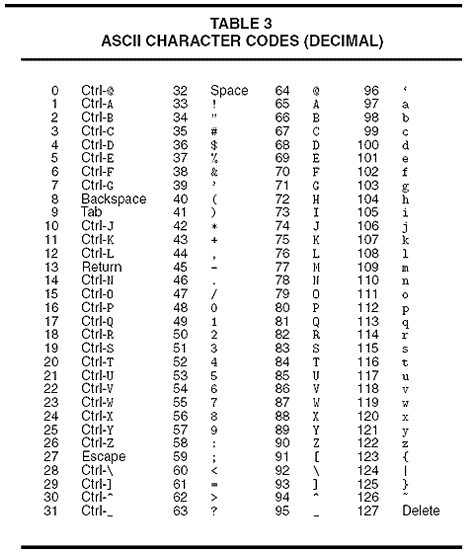 TABLE 3
ASCII CHARACTER CODES (DECIMAL)
0 Ctrl-@ 32 Space 64 @ 96 ‘
1 Ctrl-A 33 ! 65 A 97 a
2 Ctrl-B 34 " 66 B 98 b
3 Ctrl-C 35 # 67 C 99 c
4 Ctrl-D 36 $ 68 D 100 d
5 Ctrl-E 37 % 69 E 101 e
6 Ctrl-F 38 & 70 F 102 f
7 Ctrl-G 39 ’ 71 G 103 g
8 Backspace 40 ( 72 H 104 h
9 Tab 41 ) 73 I 105 i
10 Ctrl-J 42 * 74 J 106 j
11 Ctrl-K 43 + 75 K 107 k
12 Ctrl-L 44 , 76 L 108 l
13 Return 45 - 77 M 109 m
14 Ctrl-N 46 . 78 N 110 n
15 Ctrl-O 47 / 79 O 111 o
16 Ctrl-P 48 0 80 P 112 p
17 Ctrl-Q 49 1 81 Q 113 q
18 Ctrl-R 50 2 82 R 114 r
19 Ctrl-S 51 3 83 S 115 s
20 Ctrl-T 52 4 84 T 116 t
21 Ctrl-U 53 5 85 U 117 u
22 Ctrl-V 54 6 86 V 118 v
23 Ctrl-W 55 7 87 W 119 w
24 Ctrl-X 56 8 88 X 120 x
25 Ctrl-Y 57 9 89 Y 121 y
26 Ctrl-Z 58 : 90 Z 122 z
27 Escape 59 ; 91 [ 123 {
28 Ctrl-\ 60 < 92 \ 124 |
29 Ctrl-] 61 = 93 ] 125 }
30 Ctrl-^ 62 > 94 ^ 126 ~
31 Ctrl-_ 63 ? 95 _ 127 Delete